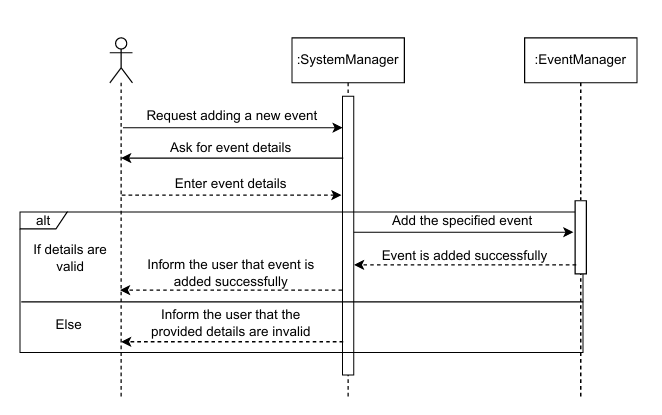 :SystemManager
:EventManager
Request adding a new event
Ask for event details
Enter event details
alt
Add the specified event
If details are
valid
Event is added successfully
Inform the user that event is
added successfully
Else
Inform the user that the
provided details are invalid